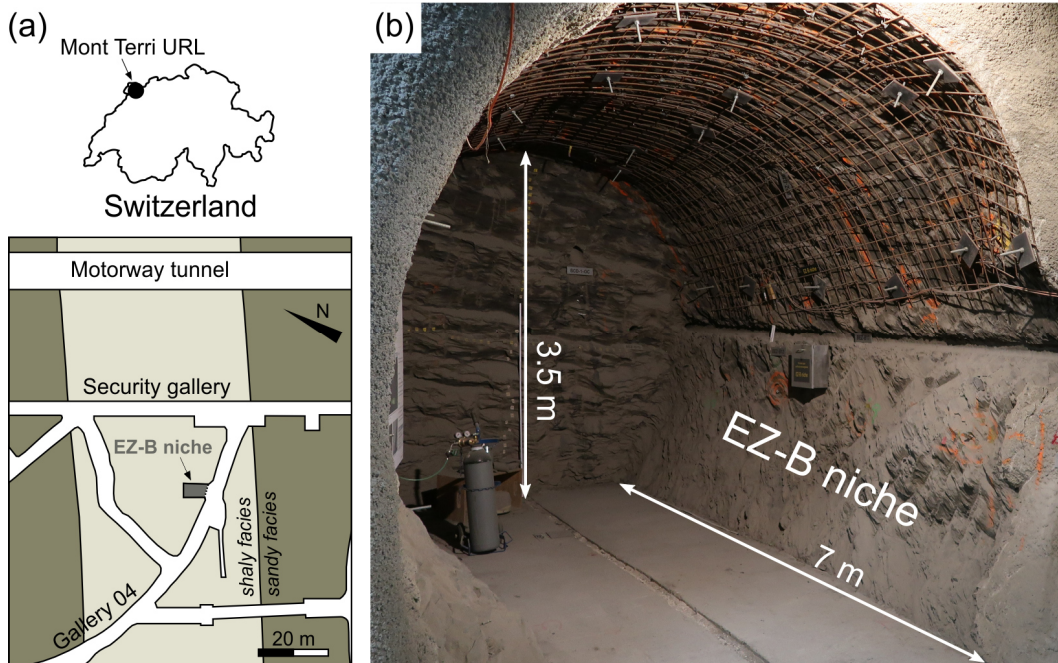 (a)
Mont Terri URL
Switzerland
Motorway tunnel
N
Security gallery
EZ-B niche
shaly facies
sandy facies
Gallery 04
20 m
(b)
3.5 m
EZ-B niche
7 m